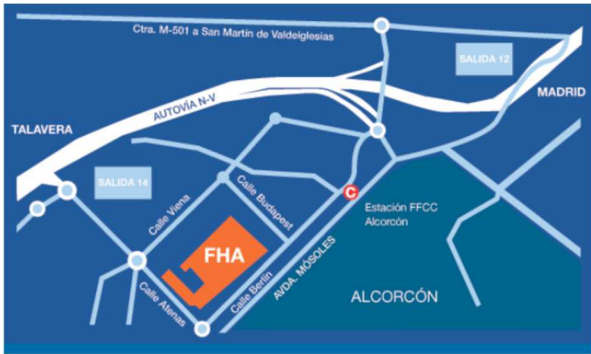 Ctra. M-501 a San Martín de Valdeiglesias
SALIDA 12
MADRID
AUTOVÍA N-V
TALAVERA
SALIDA 14
Calle Viena
Calle Budapest
C
Estación FFCC
Alcorcón
FHA
AVDA. MÓSOLES
Calle Berlín
Calle Atenas
ALCORCÓN